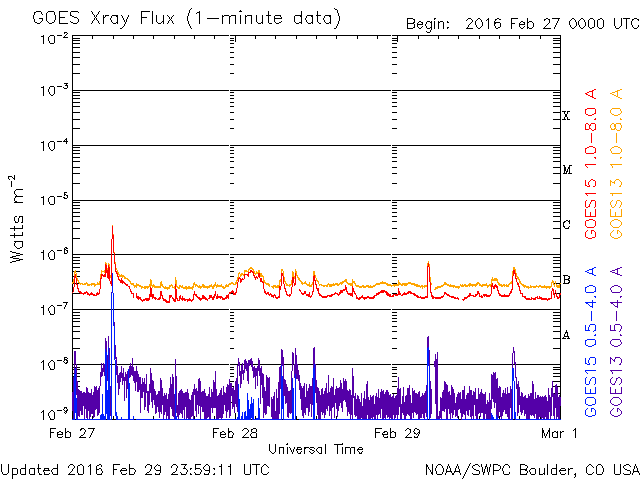 GOES Xray Flux (1-minute data)
Begin: 2016 Feb 27 0000 UTC
10-2
10-3
10-4
10-5
10-6
10-7
10-8
10-9
Watts m-2
X
M
C
B
A
GOES15 1.0-8.0 A
GOES13 1.0-8.0 A
GOES15 0.5-4.0 A
GOES13 0.5-4.0 A
Feb 27
Feb 28
Feb 29
Mar 1
Universal Time
Updated 2016 Feb 29 23:59:11 UTC
NOAA/SWPC Boulder, CO USA